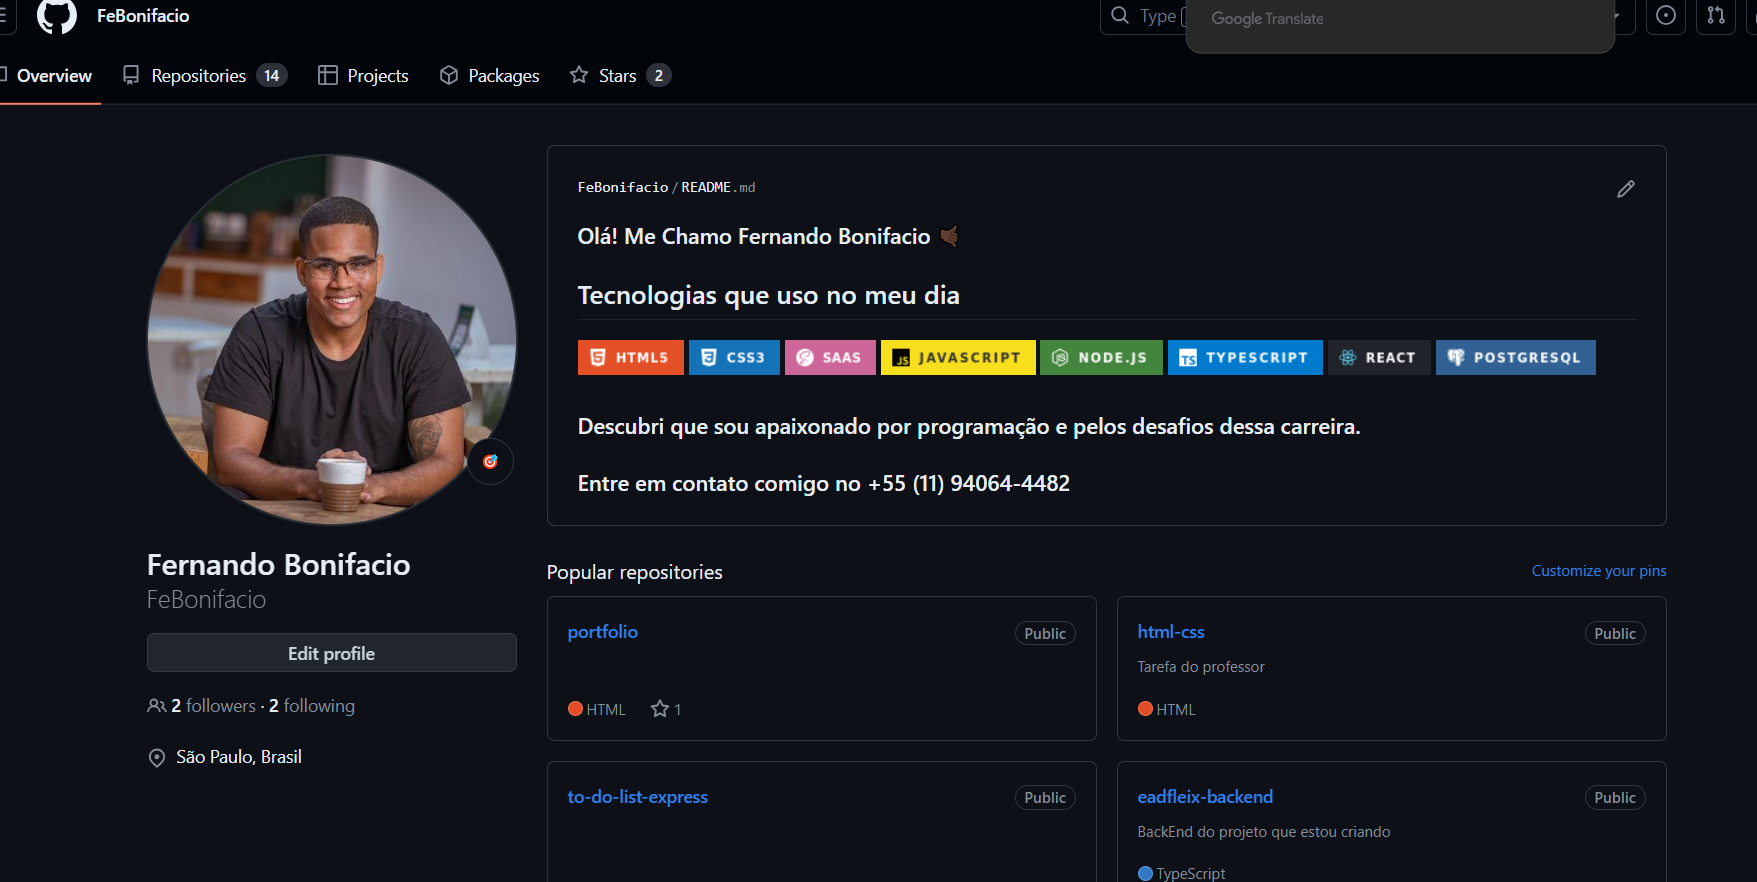 FeBonifacio
Type
Google Translate
Overview
Repositories 14
Projects
Packages
Stars 2
FeBonifacio/README.md
Olá! Me Chamo Fernando Bonifacio
Tecnologias que uso no meu dia
HTML5
CSS3
SAAS
JS JAVASCRIPT
NODE.JS
TS TYPESCRIPT
REACT
POSTGRESQL
Descubri que sou apaixonado por programação e pelos desafios dessa carreira.
Entre em contato comigo no +55 (11) 94064-4482
Fernando Bonifacio
FeBonifacio
Edit profile
2 followers · 2 following
São Paulo, Brasil
Popular repositories
Customize your pins
portfolio
Public
HTML
1
html-css
Public
Tarefa do professor
HTML
to-do-list-express
Public
eadfleix-backend
Public
BackEnd do projeto que estou criando
TypeScript